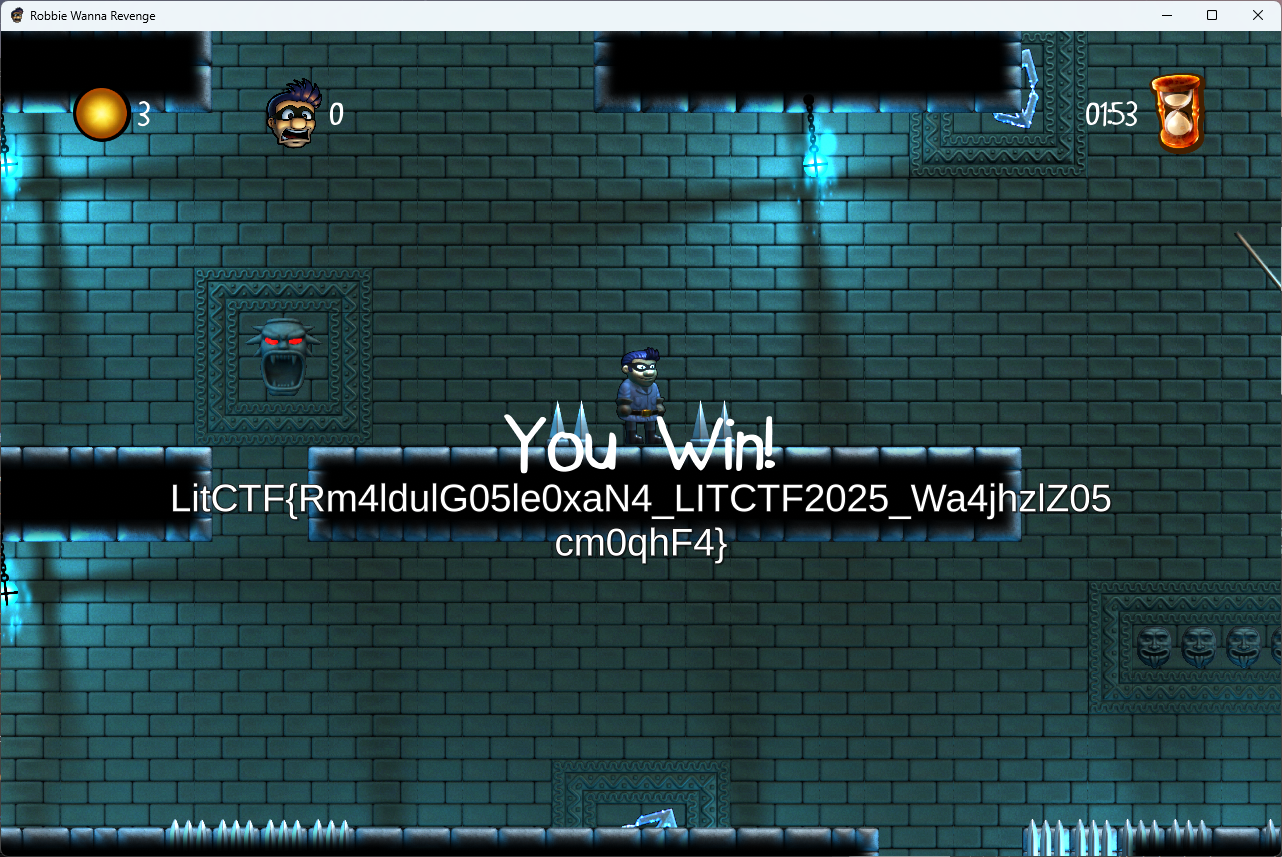 Robbie Wanna Revenge
3
0
01:53
You Win!
LitCTF{Rm4ldulG05le0xaN4_LITCTF2025_Wa4jhzlZ05
cm0qhF4}